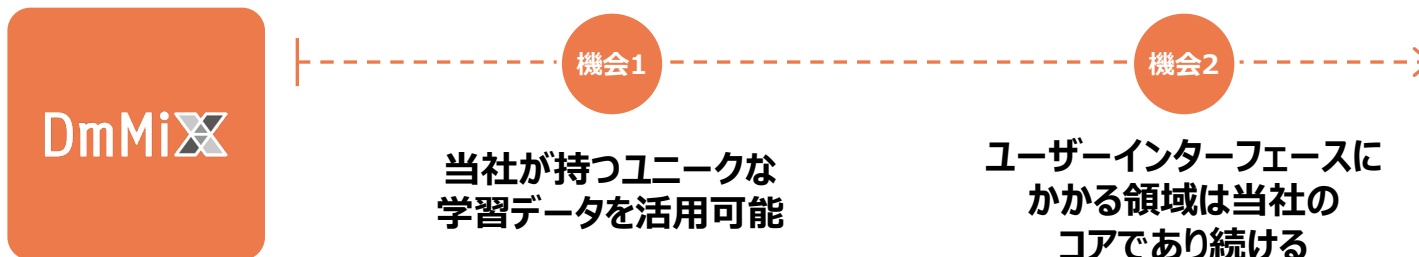 DmMiX
機会1
機会2
当社が持つユニークな
学習データを活用可能
ユーザーインターフェースに
かかる領域は当社の
コアであり続ける